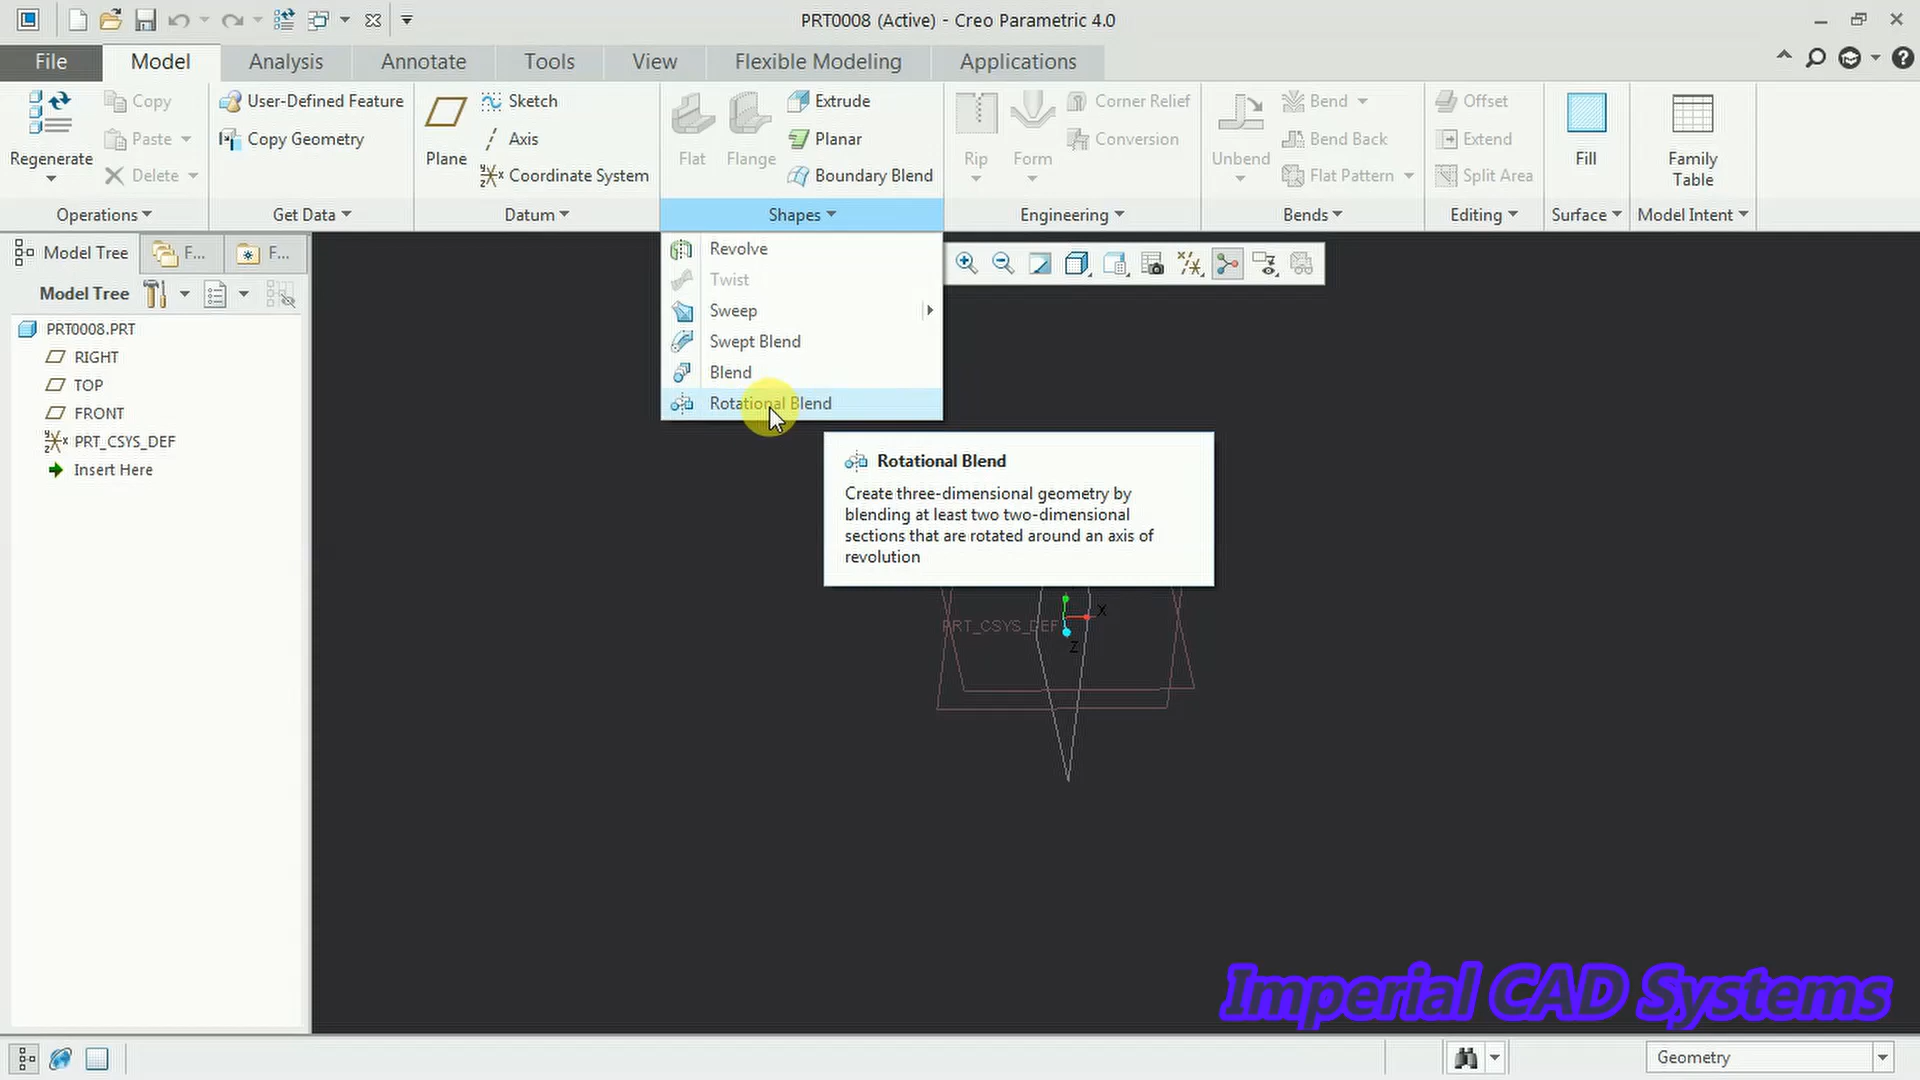 PRT0008 (Active) - Creo Parametric 4.0
File Model Analysis Annotate Tools View Flexible Modeling Applications
Regenerate
Copy
Paste
Delete
Operations
User-Defined Feature
Copy Geometry
Get Data
Plane
Sketch
Axis
Coordinate System
Datum
Flat
Flange
Extrude
Planar
Boundary Blend
Shapes
Rip
Form
Corner Relief
Conversion
Engineering
Unbend
Bend
Bend Back
Flat Pattern
Bends
Offset
Extend
Split Area
Editing
Fill
Surface
Family
Table
Model Intent
Model Tree
F...
F...
Model Tree
PRT0008.PRT
RIGHT
TOP
FRONT
PRT_CSYS_DEF
Insert Here
Revolve
Twist
Sweep
Swept Blend
Blend
Rotational Blend
Rotational Blend
Create three-dimensional geometry by
blending at least two two-dimensional
sections that are rotated around an axis of
revolution
X
PRT_CSYS_DEF
Z
Imperial CAD Systems
Geometry